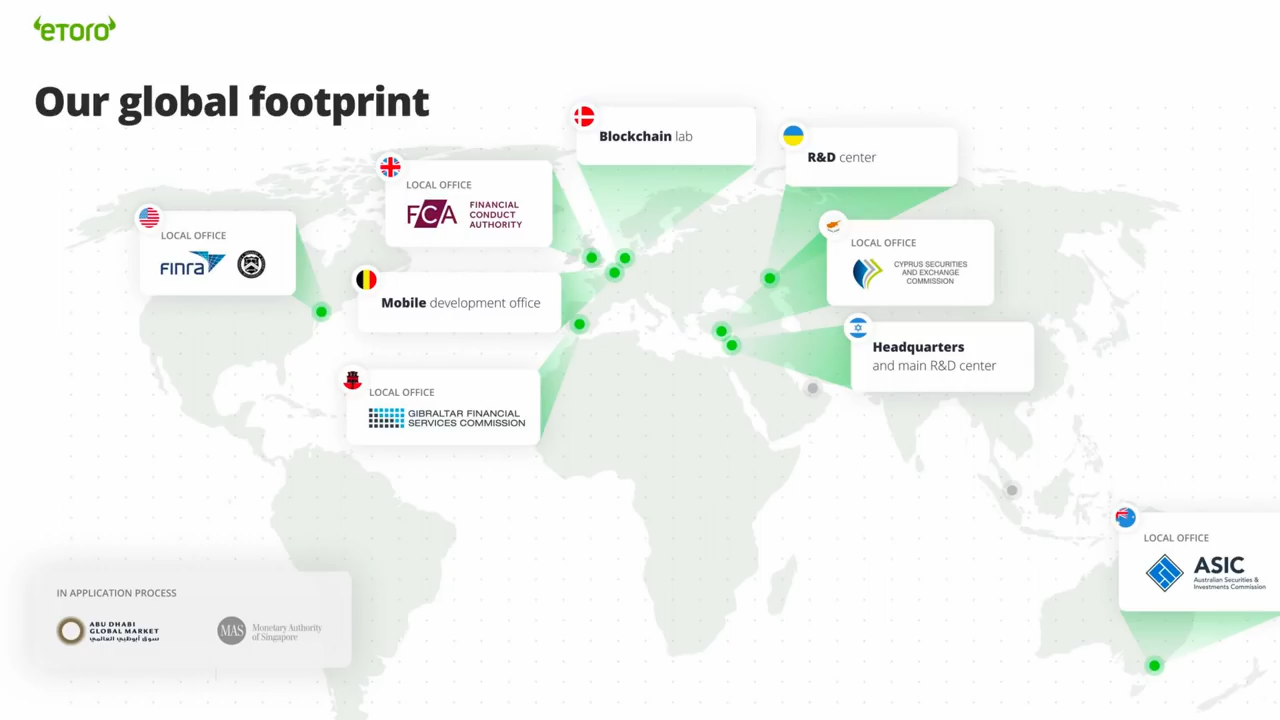 eTORO
Our global footprint
Blockchain lab
R&D center
LOCAL OFFICE
FCA
FINANCIAL
CONDUCT
AUTHORITY
LOCAL OFFICE
FINRA
LOCAL OFFICE
CYPRUS SECURITIES
AND EXCHANGE
COMMISSION
Mobile development office
Headquarters
and main R&D center
LOCAL OFFICE
GIBRALTAR FINANCIAL
SERVICES COMMISSION
LOCAL OFFICE
ASIC
Australian Securities &
Investments Commission
IN APPLICATION PROCESS
ABU DHABI
GLOBAL MARKET
سوق أبوظبي العالمي
MAS
Monetary Authority
of Singapore